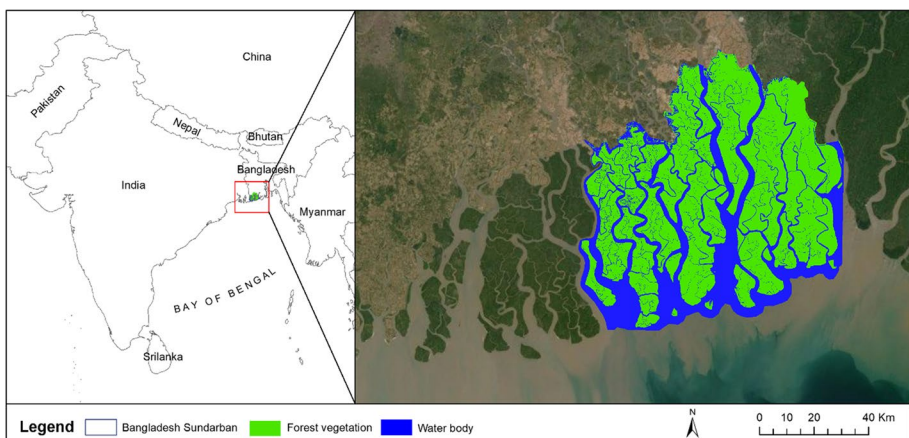 China
Pakistan
Nepal
Bhutan
Bangladesh
India
Myanmar
BAY OF BENGAL
Srilanka
Legend
Bangladesh Sundarban
Forest vegetation
Water body
N
0 10 20 40 Km